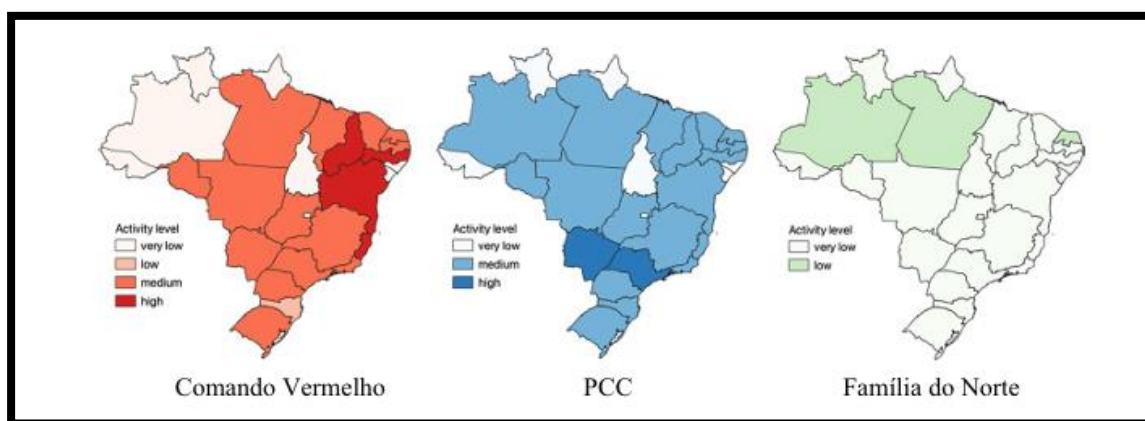 Activity level
very low
low
medium
high
Comando Vermelho
Activity level
very low
medium
high
PCC
Activity level
very low
low
Família do Norte